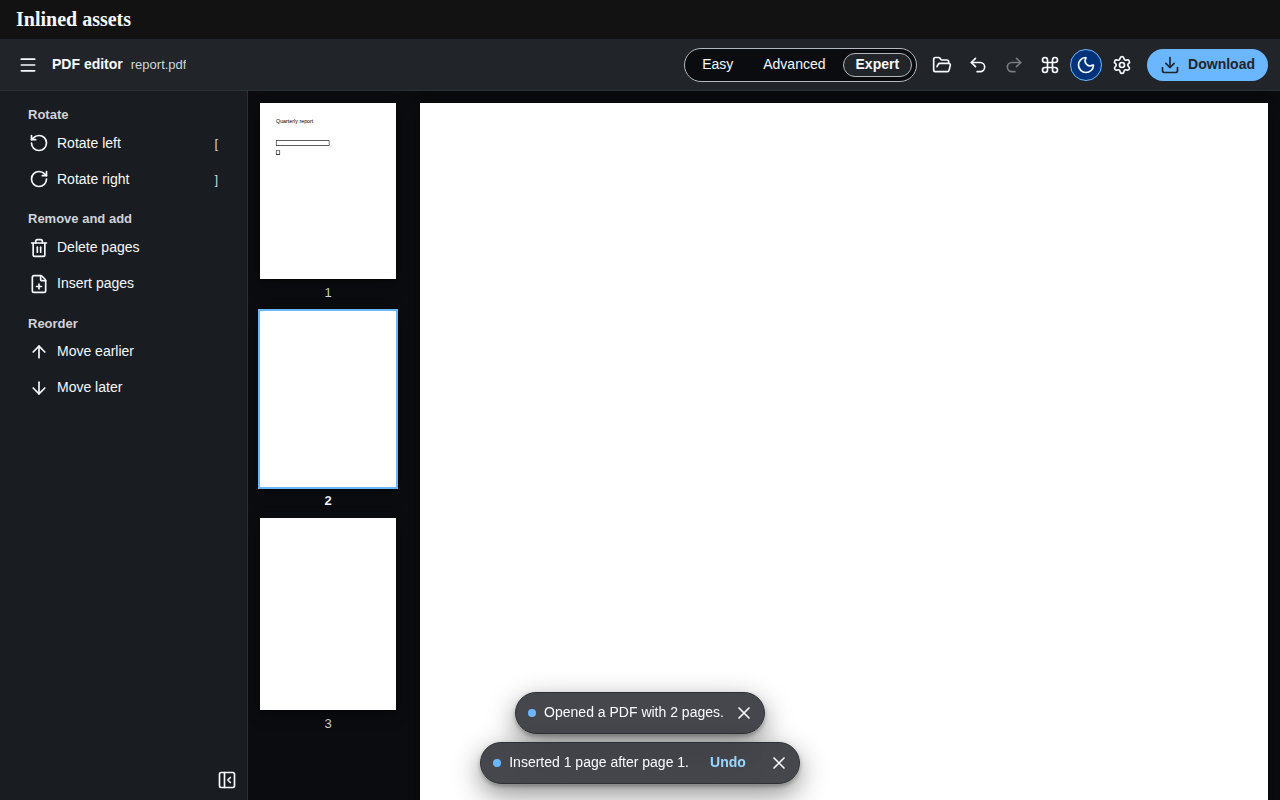 Inlined assets
PDF editor report.pdf
Easy Advanced Expert
Download
Rotate
Rotate left [
Rotate right ]
Remove and add
Delete pages
Insert pages
Reorder
Move earlier
Move later
Quarterly report
1
2
3
Opened a PDF with 2 pages.
Inserted 1 page after page 1. Undo